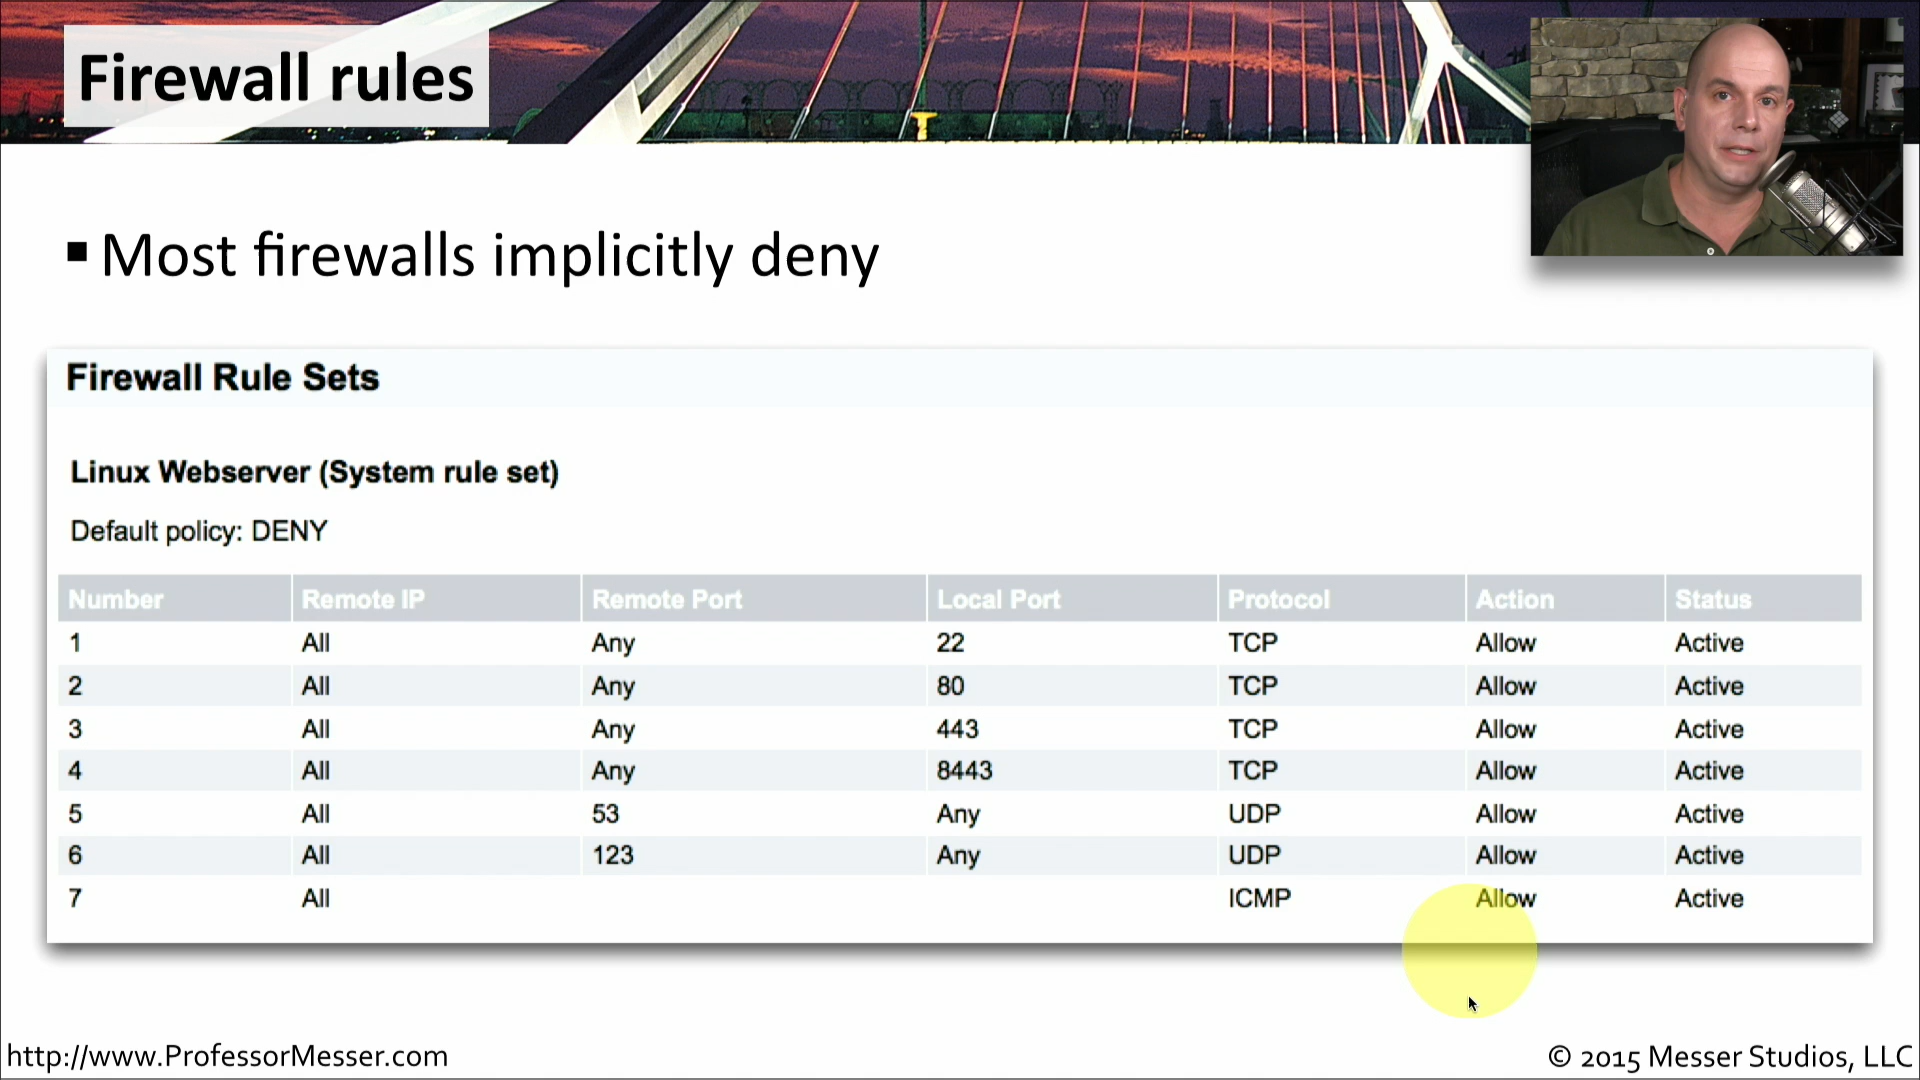 Firewall rules
Most firewalls implicitly deny
Firewall Rule Sets
Linux Webserver (System rule set)
Default policy: DENY
Number Remote IP Remote Port Local Port Protocol Action Status
1 All Any 22 TCP Allow Active
2 All Any 80 TCP Allow Active
3 All Any 443 TCP Allow Active
4 All Any 8443 TCP Allow Active
5 All 53 Any UDP Allow Active
6 All 123 Any UDP Allow Active
7 All ICMP Allow Active
http://www.ProfessorMesser.com
© 2015 Messer Studios, LLC